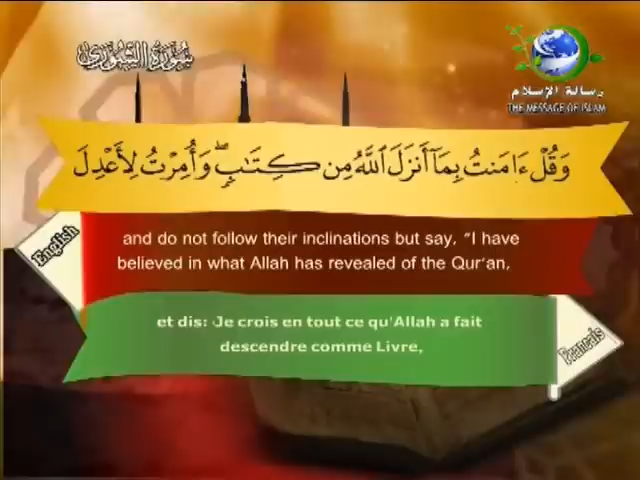 سورة الشورى
رسالة الإسلام
THE MESSAGE OF ISLAM
وَقُلْ ءَامَنتُ بِمَآ أَنزَلَ ٱللَّهُ مِن كِتَٰبٍۖ وَأُمِرْتُ لِأَعْدِلَ
English
and do not follow their inclinations but say, "I have
believed in what Allah has revealed of the Qur'an,
et dis: «Je crois en tout ce qu'Allah a fait
descendre comme Livre,
Francais